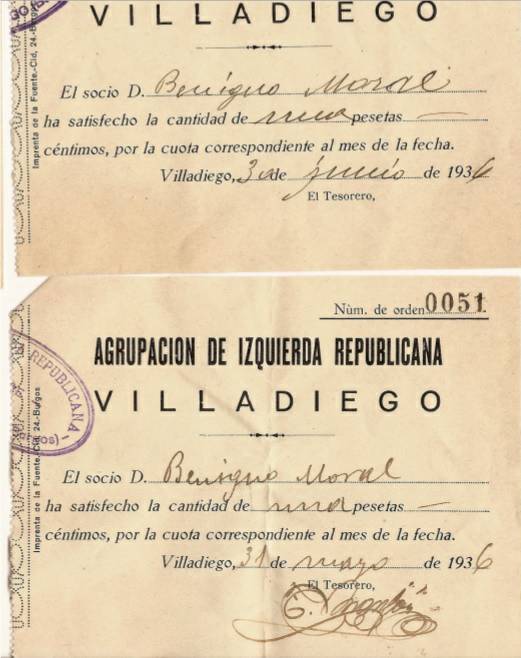 VILLADIEGO
El socio D. Benigno Moral
ha satisfecho la cantidad de una pesetas —
céntimos, por la cuota correspondiente al mes de la fecha.
Villadiego, 30 de junio de 1936
El Tesorero,
Imprenta de la Fuente.-Cid, 24.-Burgos
Nùm. de orden 0051
AGRUPACION DE IZQUIERDA REPUBLICANA
VILLADIEGO
REPUBLICANA
El socio D. Benigno Moral
ha satisfecho la cantidad de una pesetas —
céntimos, por la cuota correspondiente al mes de la fecha.
Villadiego, 31 de mayo de 1936
El Tesorero,
Imprenta de la Fuente.-Cid, 24.-Burgos